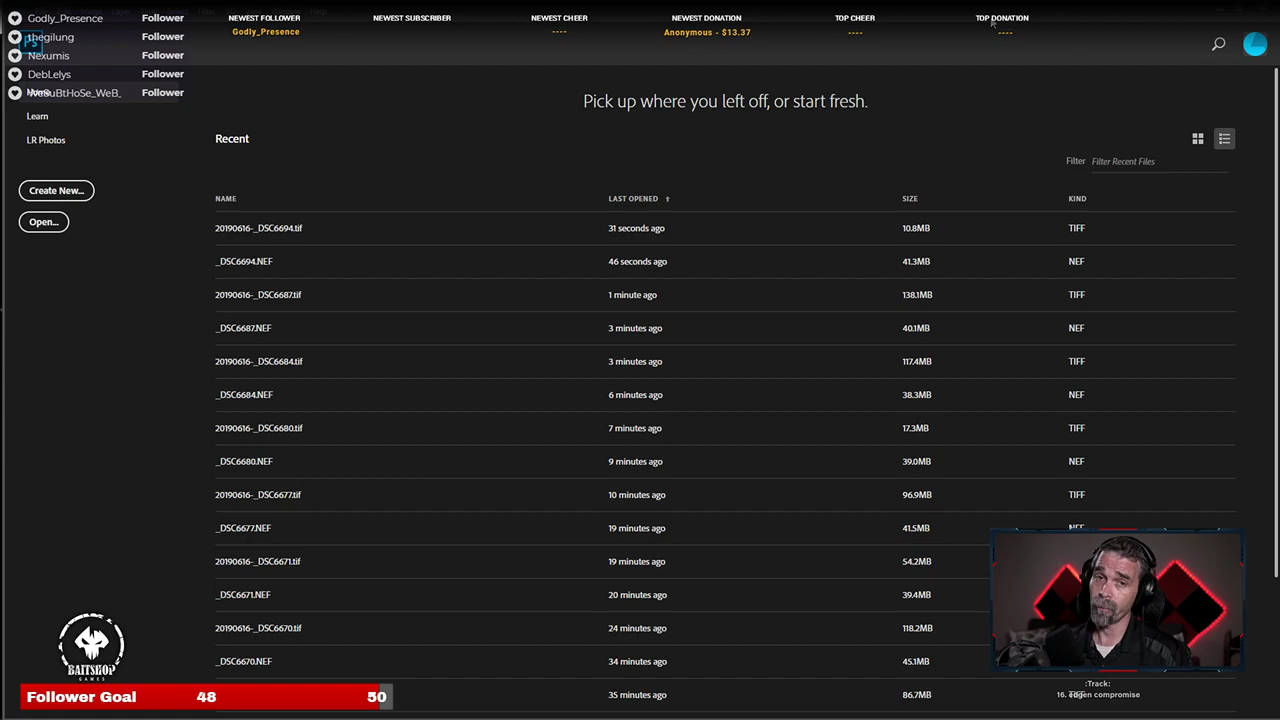 Godly_Presence Follower
thegilung Follower
Nexumis Follower
DebLelys Follower
Follower
NEWEST FOLLOWER
Godly_Presence
NEWEST SUBSCRIBER
NEWEST CHEER
----
NEWEST DONATION
Anonymous - $13.37
TOP CHEER
----
TOP DONATION
----
Ps
Learn
LR Photos
Create New...
Open...
Pick up where you left off, or start fresh.
Recent
Filter Filter Recent Files
NAME LAST OPENED SIZE KIND
20190616-_DSC6694.tif 31 seconds ago 10.8MB TIFF
_DSC6694.NEF 46 seconds ago 41.3MB NEF
20190616-_DSC6687.tif 1 minute ago 138.1MB TIFF
_DSC6687.NEF 3 minutes ago 40.1MB NEF
20190616-_DSC6684.tif 3 minutes ago 117.4MB TIFF
_DSC6684.NEF 6 minutes ago 38.3MB NEF
20190616-_DSC6680.tif 7 minutes ago 17.3MB TIFF
_DSC6680.NEF 9 minutes ago 39.0MB NEF
20190616-_DSC6677.tif 10 minutes ago 96.9MB TIFF
_DSC6677.NEF 19 minutes ago 41.5MB NEF
20190616-_DSC6671.tif 19 minutes ago 54.2MB
_DSC6671.NEF 20 minutes ago 39.4MB
20190616-_DSC6670.tif 24 minutes ago 118.2MB
_DSC6670.NEF 34 minutes ago 45.1MB
35 minutes ago 86.7MB
BAITSHOP
GAMES
Follower Goal 48 50
:Track:
16. edgen compromise